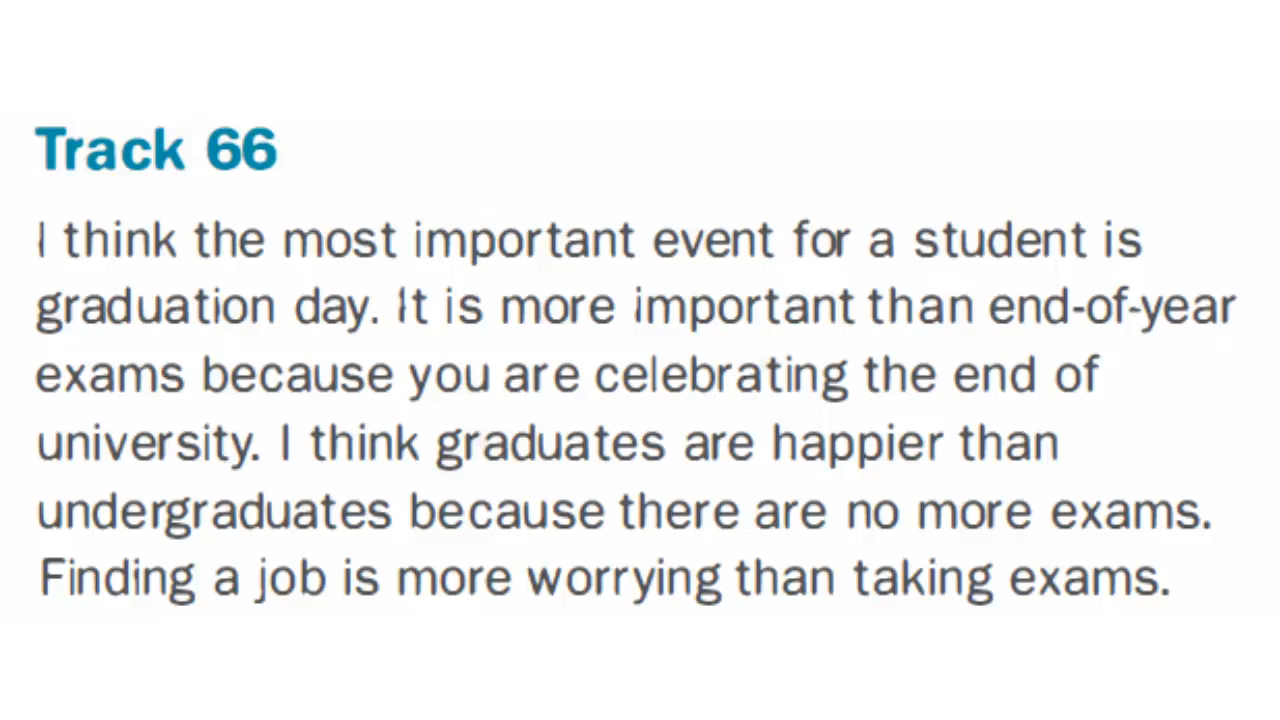 Track 66
I think the most important event for a student is
graduation day. It is more important than end-of-year
exams because you are celebrating the end of
university. I think graduates are happier than
undergraduates because there are no more exams.
Finding a job is more worrying than taking exams.